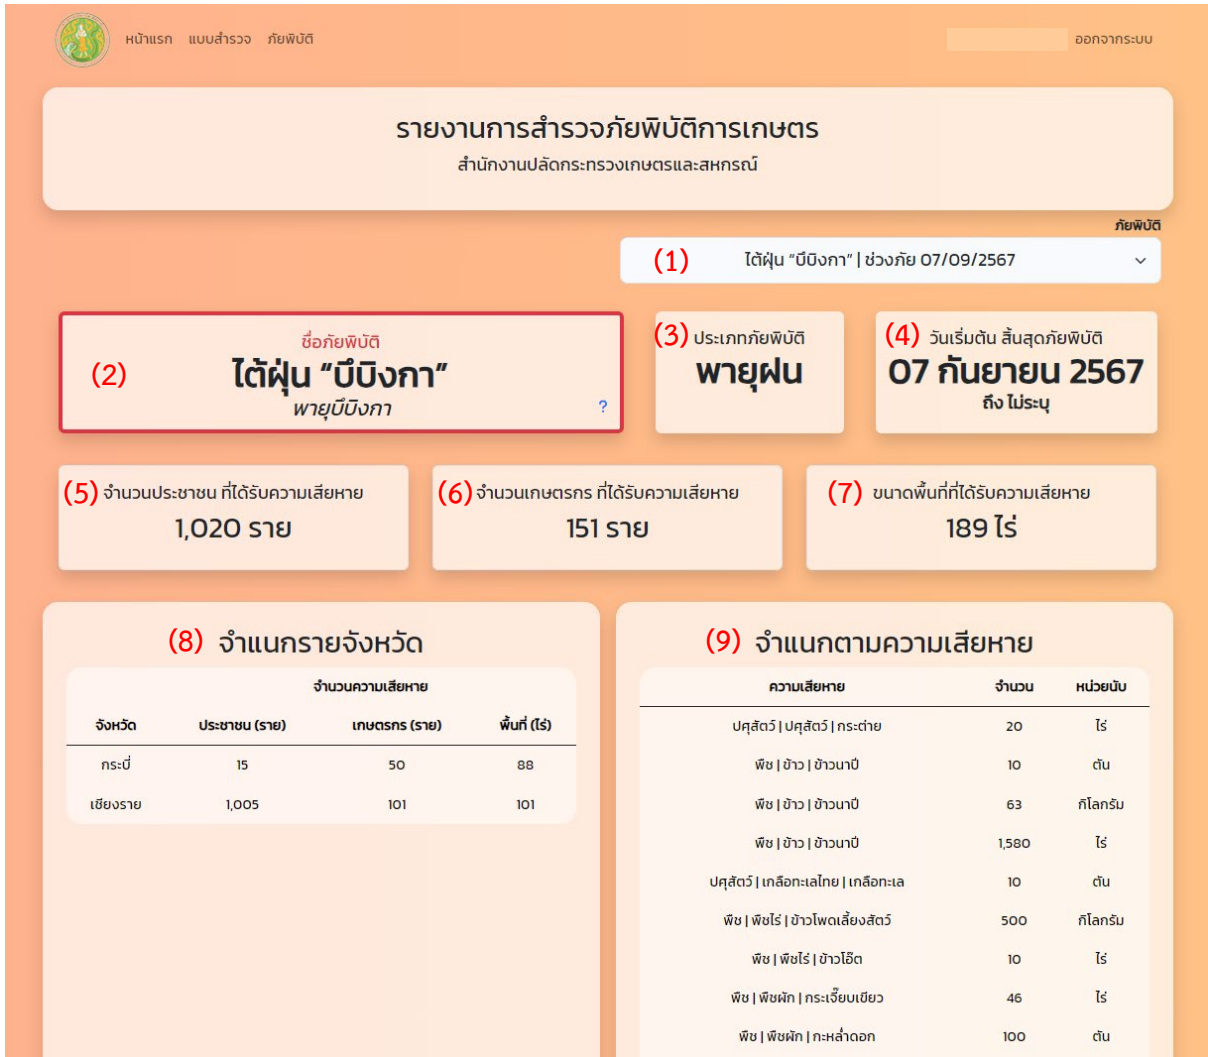 หน้าแรก แบบสำรวจ ภัยพิบัติ ออกจากระบบ
รายงานการสำรวจภัยพิบัติการเกษตร
สำนักงานปลัดกระทรวงเกษตรและสหกรณ์
ภัยพิบัติ
(1) ไต้ฝุ่น “บึบิงกา” | ช่วงภัย 07/09/2567
(2) ชื่อภัยพิบัติ
ไต้ฝุ่น “บึบิงกา”
พายุบึบิงกา ?
(3) ประเภทภัยพิบัติ
พายุฝน
(4) วันเริ่มต้น สิ้นสุดภัยพิบัติ
07 กันยายน 2567
ถึง ไม่ระบุ
(5) จำนวนประชาชน ที่ได้รับความเสียหาย
1,020 ราย
(6) จำนวนเกษตรกร ที่ได้รับความเสียหาย
151 ราย
(7) ขนาดพื้นที่ที่ได้รับความเสียหาย
189 ไร่
(8) จำแนกรายจังหวัด
จำนวนความเสียหาย
จังหวัด ประชาชน (ราย) เกษตรกร (ราย) พื้นที่ (ไร่)
กระบี่ 15 50 88
เชียงราย 1,005 101 101
(9) จำแนกตามความเสียหาย
ความเสียหาย จำนวน หน่วยนับ
ปศุสัตว์ | ปศุสัตว์ | กระต่าย 20 ไร่
พืช | ข้าว | ข้าวนาปี 10 ตัน
พืช | ข้าว | ข้าวนาปี 63 กิโลกรัม
พืช | ข้าว | ข้าวนาปี 1,580 ไร่
ปศุสัตว์ | เกลือทะเลไทย | เกลือทะเล 10 ตัน
พืช | พืชไร่ | ข้าวโพดเลี้ยงสัตว์ 500 กิโลกรัม
พืช | พืชไร่ | ข้าวโอ๊ต 10 ไร่
พืช | พืชผัก | กระเจี๊ยบเขียว 46 ไร่
พืช | พืชผัก | กะหล่ำดอก 100 ตัน